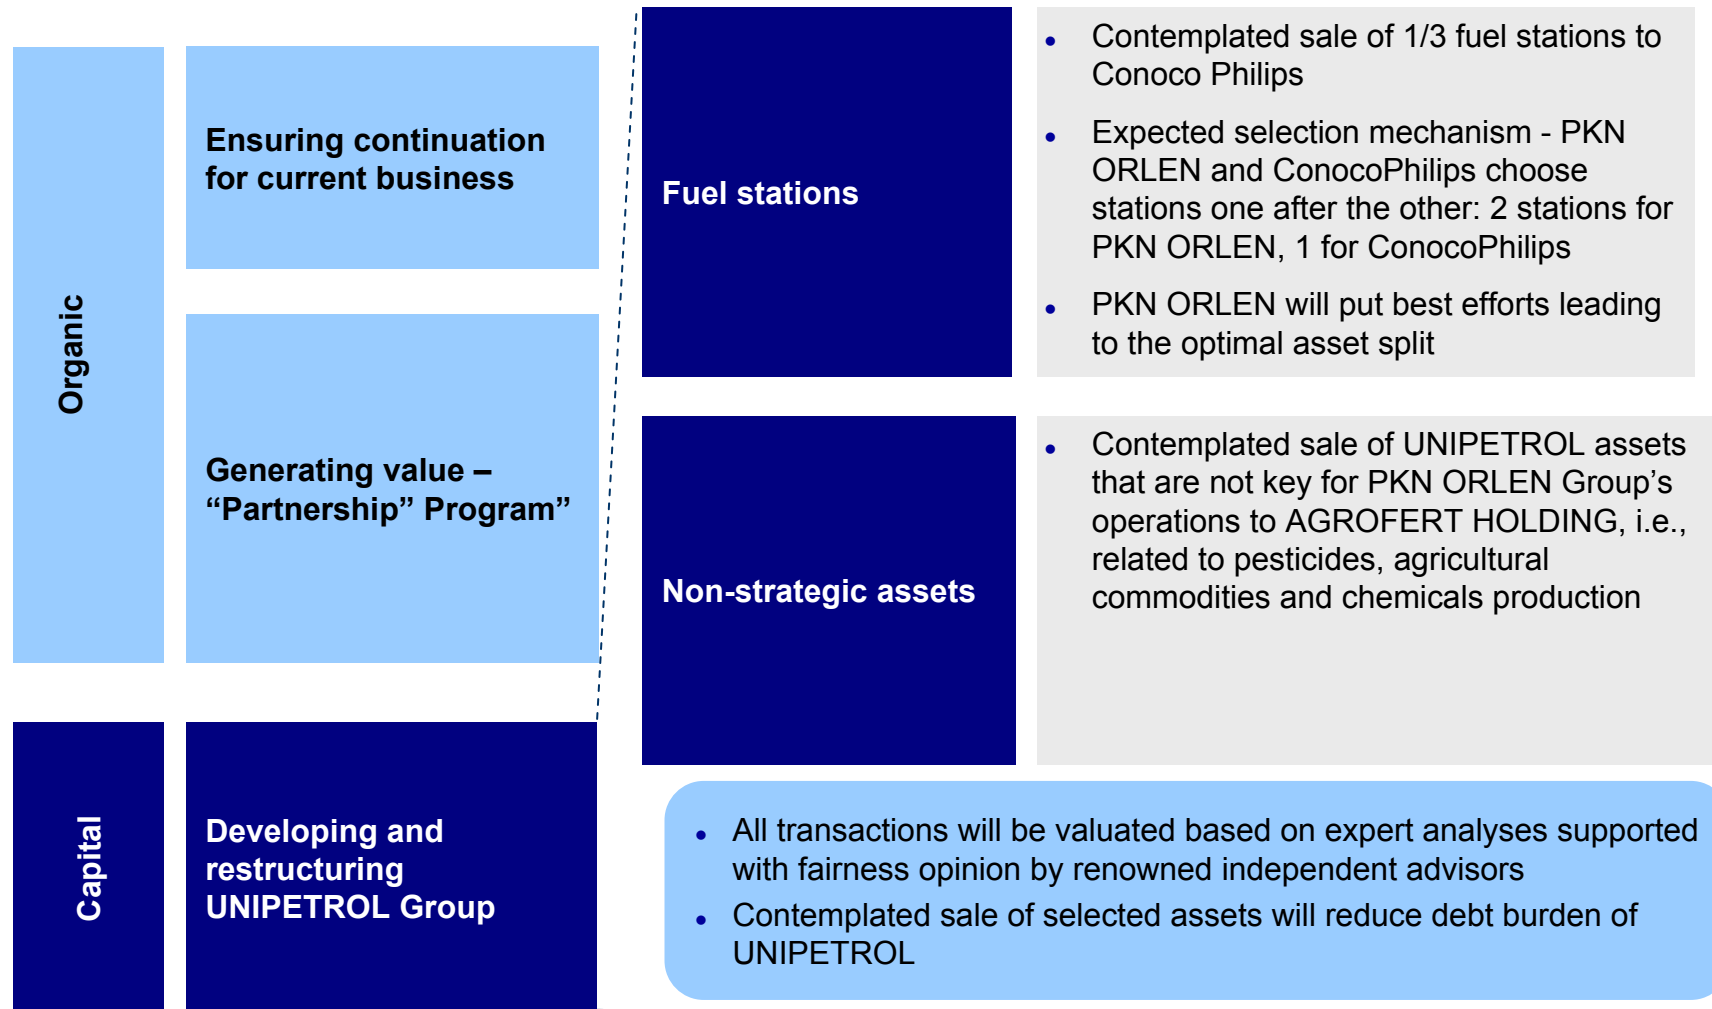 Organic
Ensuring continuation
for current business
Generating value –
“Partnership” Program”
Capital
Developing and
restructuring
UNIPETROL Group
Fuel stations
• Contemplated sale of 1/3 fuel stations to
Conoco Philips
• Expected selection mechanism - PKN
ORLEN and ConocoPhilips choose
stations one after the other: 2 stations for
PKN ORLEN, 1 for ConocoPhilips
• PKN ORLEN will put best efforts leading
to the optimal asset split
Non-strategic assets
• Contemplated sale of UNIPETROL assets
that are not key for PKN ORLEN Group’s
operations to AGROFERT HOLDING, i.e.,
related to pesticides, agricultural
commodities and chemicals production
• All transactions will be valuated based on expert analyses supported
with fairness opinion by renowned independent advisors
• Contemplated sale of selected assets will reduce debt burden of
UNIPETROL